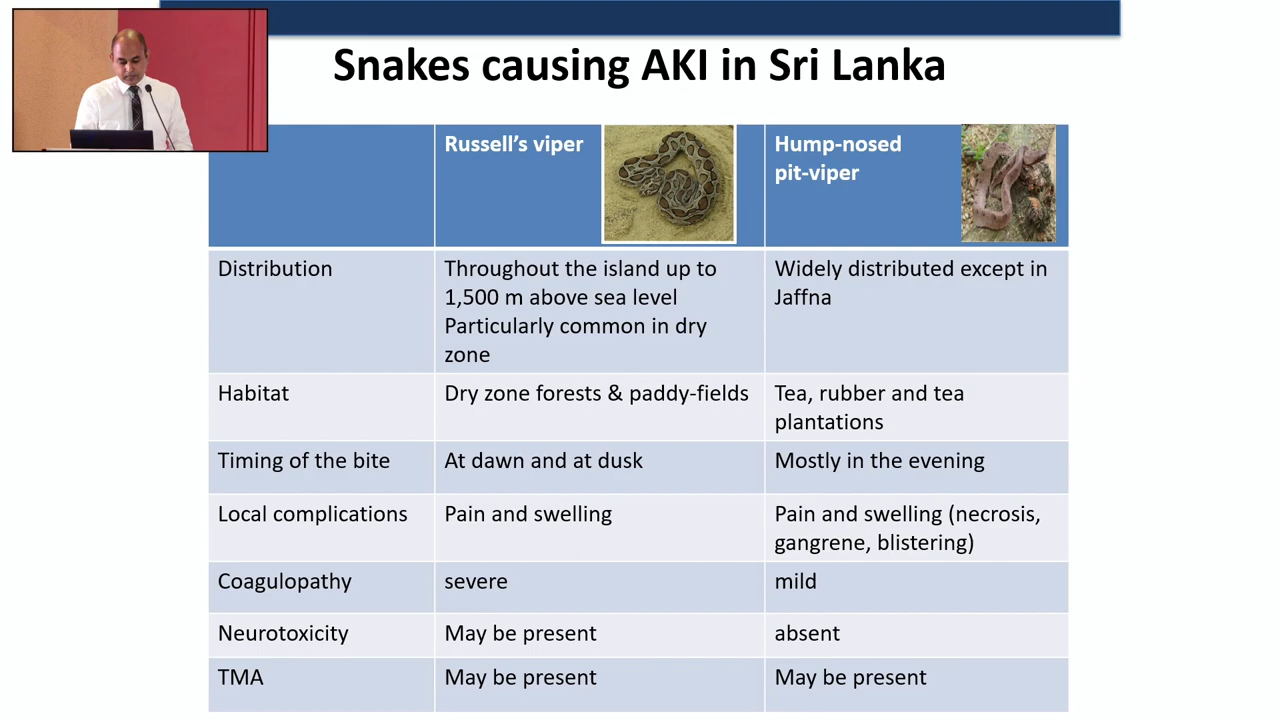 Snakes causing AKI in Sri Lanka
Russell’s viper
Hump-nosed
pit-viper
Distribution
Throughout the island up to
1,500 m above sea level
Particularly common in dry
zone
Widely distributed except in
Jaffna
Habitat
Dry zone forests & paddy-fields
Tea, rubber and tea
plantations
Timing of the bite
At dawn and at dusk
Mostly in the evening
Local complications
Pain and swelling
Pain and swelling (necrosis,
gangrene, blistering)
Coagulopathy
severe
mild
Neurotoxicity
May be present
absent
TMA
May be present
May be present